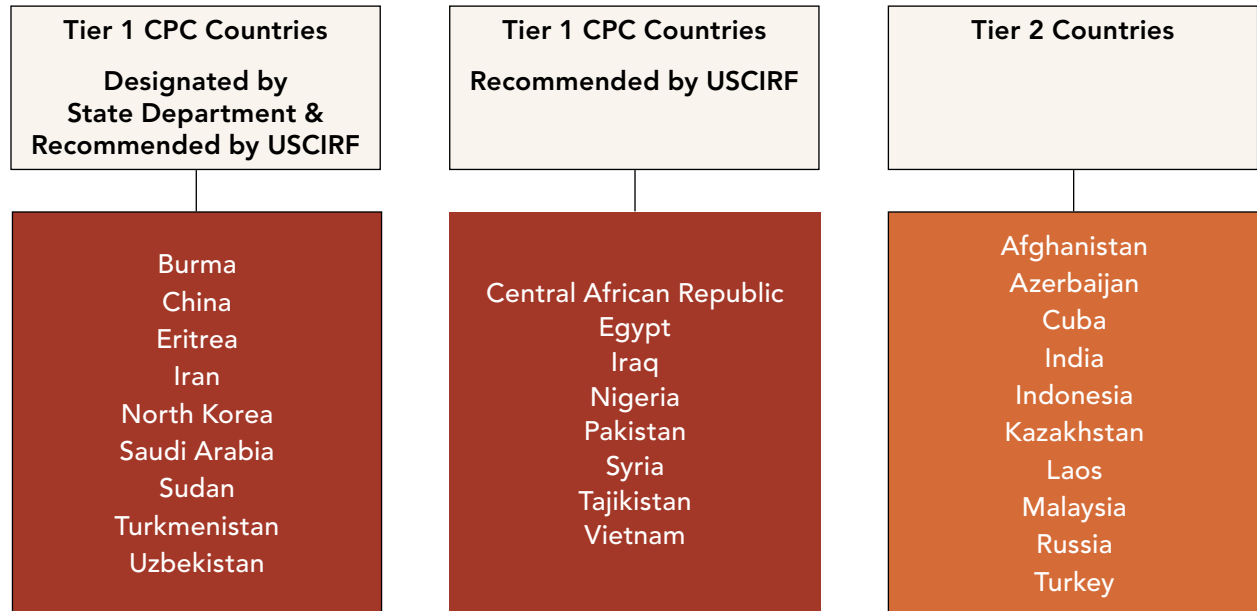 Tier 1 CPC Countries
Designated by
State Department &
Recommended by USCIRF
Burma
China
Eritrea
Iran
North Korea
Saudi Arabia
Sudan
Turkmenistan
Uzbekistan
Tier 1 CPC Countries
Recommended by USCIRF
Central African Republic
Egypt
Iraq
Nigeria
Pakistan
Syria
Tajikistan
Vietnam
Tier 2 Countries
Afghanistan
Azerbaijan
Cuba
India
Indonesia
Kazakhstan
Laos
Malaysia
Russia
Turkey